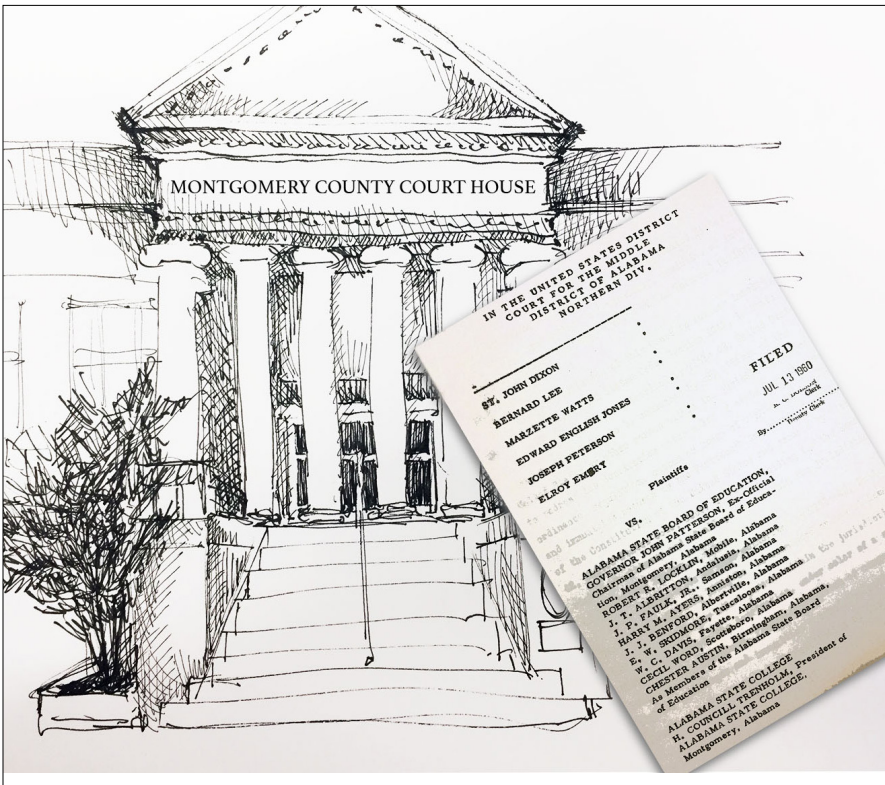 MONTGOMERY COUNTY COURT HOUSE
IN THE UNITED STATES DISTRICT
COURT FOR THE MIDDLE
DISTRICT OF ALABAMA
NORTHERN DIV.
ST. JOHN DIXON
BERNARD LEE
MARZETTE WATTS
EDWARD ENGLISH JONES
JOSEPH PETERSON
ELROY EMORY
Plaintiffs
FILED
JUL 13 1960
Clerk
By
Deputy Clerk
VS.
ALABAMA STATE BOARD OF EDUCATION,
GOVERNOR JOHN PATTERSON, Ex-Official
Chairman of Alabama State Board of Educa-
tion, Montgomery, Alabama
ROBERT R. LOCKLIN, Mobile, Alabama
J. T. ALBRITTON, Andalusia, Alabama
J. P. FAULK, JR., Samson, Alabama
HARRY M. AYERS, Anniston, Alabama
J. J. BENFORD, Albertville, Alabama
E. W. SKIDMORE, Tuscaloosa, Alabama
W. C. DAVIS, Fayette, Alabama
CECIL WORD, Scottsboro, Alabama
CHESTER AUSTIN, Birmingham, Alabama,
As Members of the Alabama State Board
of Education
ALABAMA STATE COLLEGE
H. COUNCILL TRENHOLM, President of
ALABAMA STATE COLLEGE,
Montgomery, Alabama